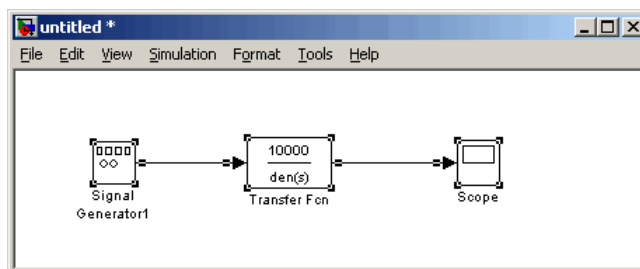 untitled *
File Edit View Simulation Format Tools Help
10000
den(s)
Signal
Generator1
Transfer Fcn
Scope